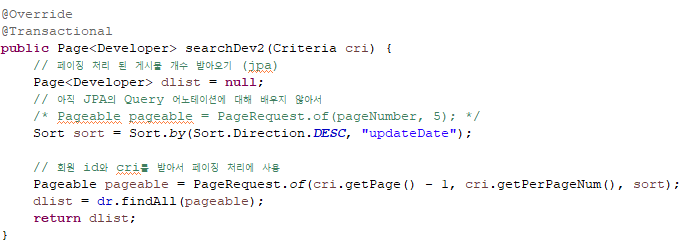 @Override
@Transactional
public Page<Developer> searchDev2(Criteria cri) {
// 페이징 처리 된 게시물 개수 받아오기 (jpa)
Page<Developer> dlist = null;
// 아직 JPA의 Query 어노테이션에 대해 배우지 않아서
/* Pageable pageable = PageRequest.of(pageNumber, 5); */
Sort sort = Sort.by(Sort.Direction.DESC, "updateDate");
// 회원 id와 cri를 받아서 페이징 처리에 사용
Pageable pageable = PageRequest.of(cri.getPage() - 1, cri.getPerPageNum(), sort);
dlist = dr.findAll(pageable);
return dlist;
}